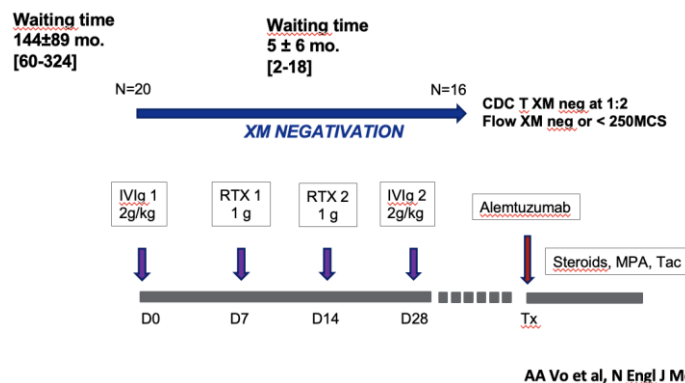 Waiting time
144±89 mo.
[60-324]
Waiting time
5 ± 6 mo.
[2-18]
N=20
N=16
XM NEGATIVATION
CDC T XM neg at 1:2
Flow XM neg or < 250MCS
IVIg 1
2g/kg
RTX 1
1 g
RTX 2
1 g
IVIg 2
2g/kg
Alemtuzumab
Steroids, MPA, Tac
D0
D7
D14
D28
Tx
AA Vo et al, N Engl J M